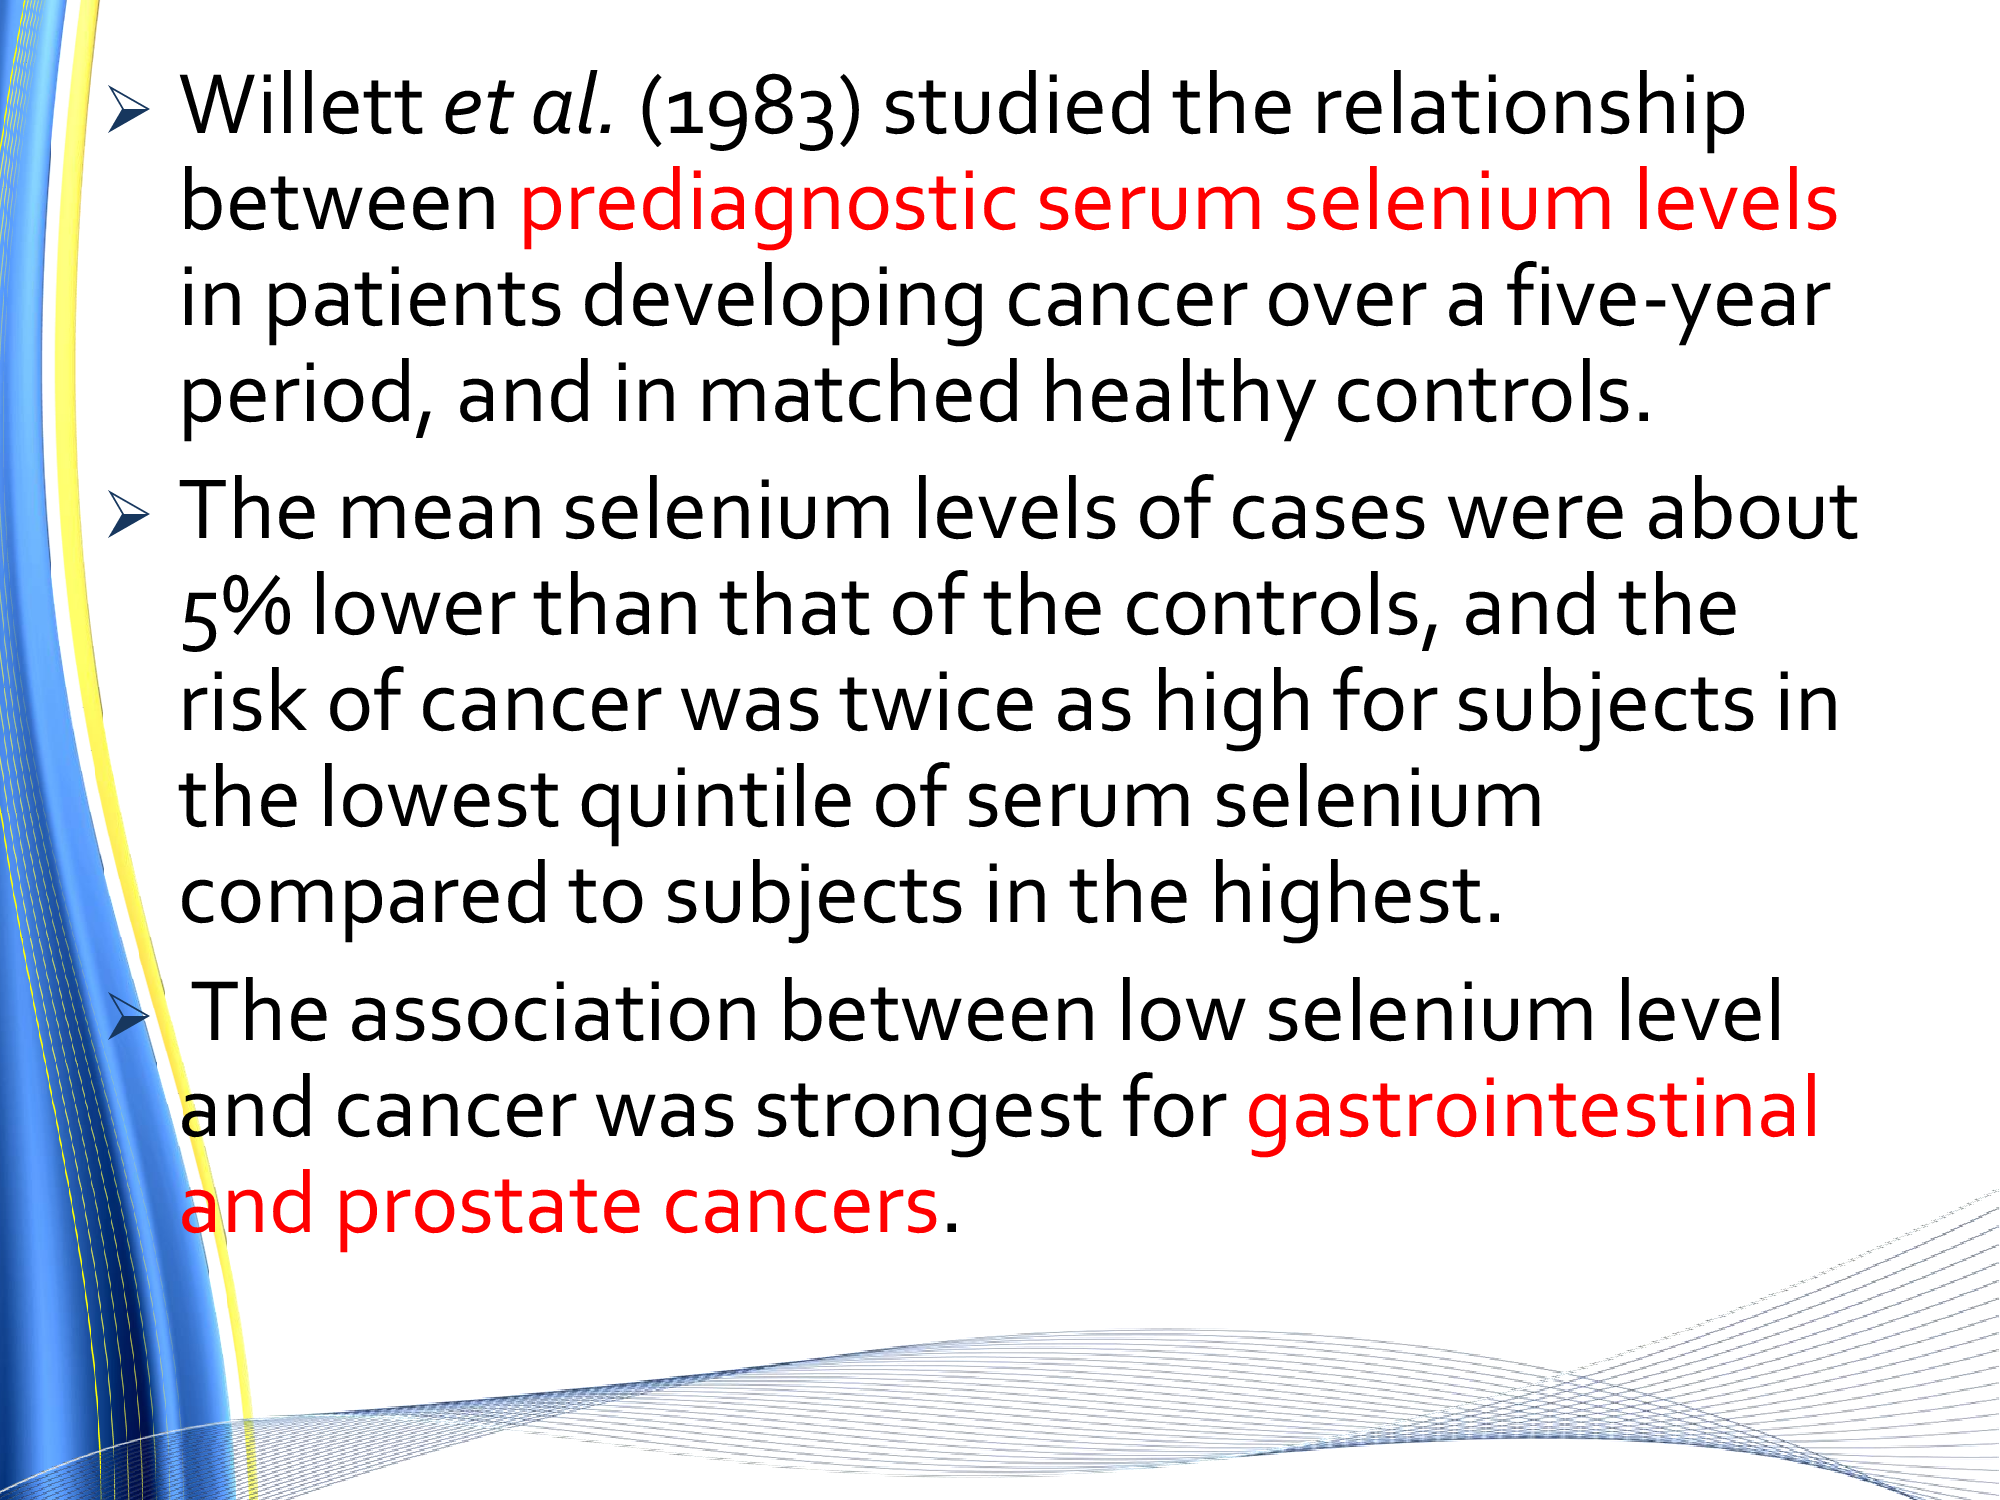 Willett et al. (1983) studied the relationship
between prediagnostic serum selenium levels
in patients developing cancer over a five-year
period, and in matched healthy controls.
The mean selenium levels of cases were about
5% lower than that of the controls, and the
risk of cancer was twice as high for subjects in
the lowest quintile of serum selenium
compared to subjects in the highest.
The association between low selenium level
and cancer was strongest for gastrointestinal
and prostate cancers.